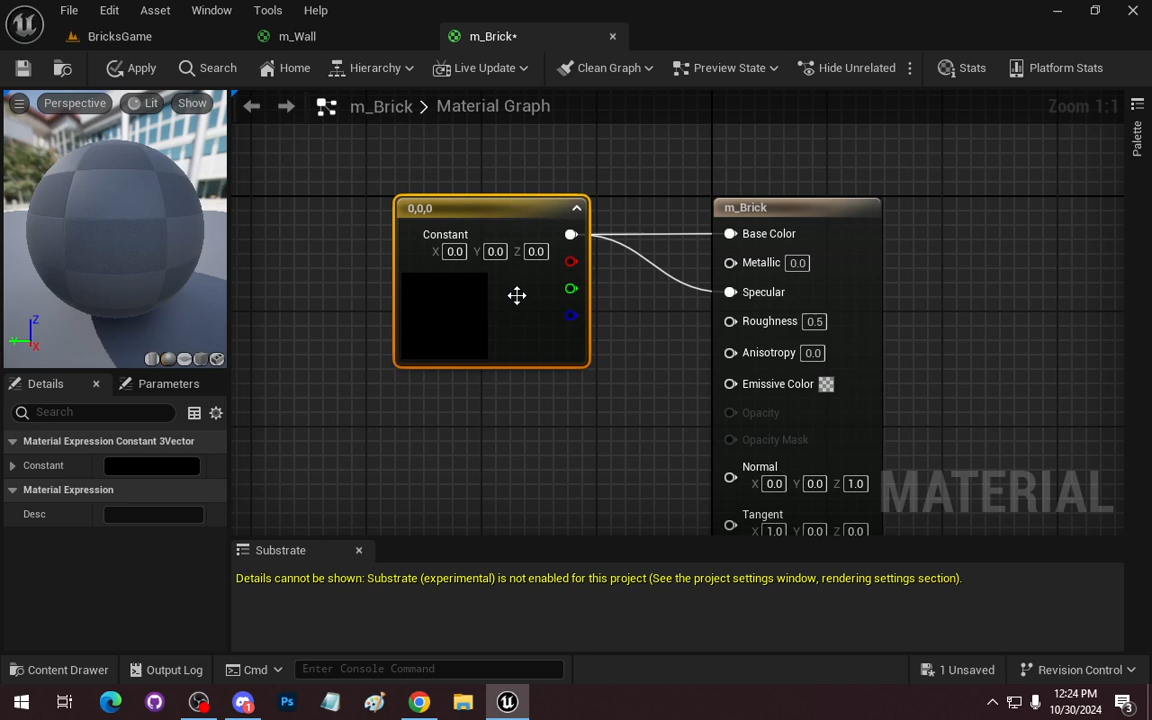 File Edit Asset Window Tools Help
BricksGame m_Wall m_Brick*
Apply Search Home Hierarchy Live Update Clean Graph Preview State Hide Unrelated Stats Platform Stats
Perspective Lit Show
m_Brick > Material Graph Zoom 1:1
Palette
0,0,0
Constant
X 0.0 Y 0.0 Z 0.0
m_Brick
Base Color
Metallic 0.0
Specular
Roughness 0.5
Anisotropy 0.0
Emissive Color
Opacity
Opacity Mask
Normal
X 0.0 Y 0.0 Z 1.0
Tangent
X 1.0 Y 0.0 Z 0.0
MATERIAL
Z
Y
X
Details Parameters
Search
Material Expression Constant 3Vector
Constant
Material Expression
Desc
Substrate
Details cannot be shown: Substrate (experimental) is not enabled for this project (See the project settings window, rendering settings section).
Content Drawer Output Log Cmd Enter Console Command 1 Unsaved Revision Control
Ps
12:24 PM
10/30/2024
3